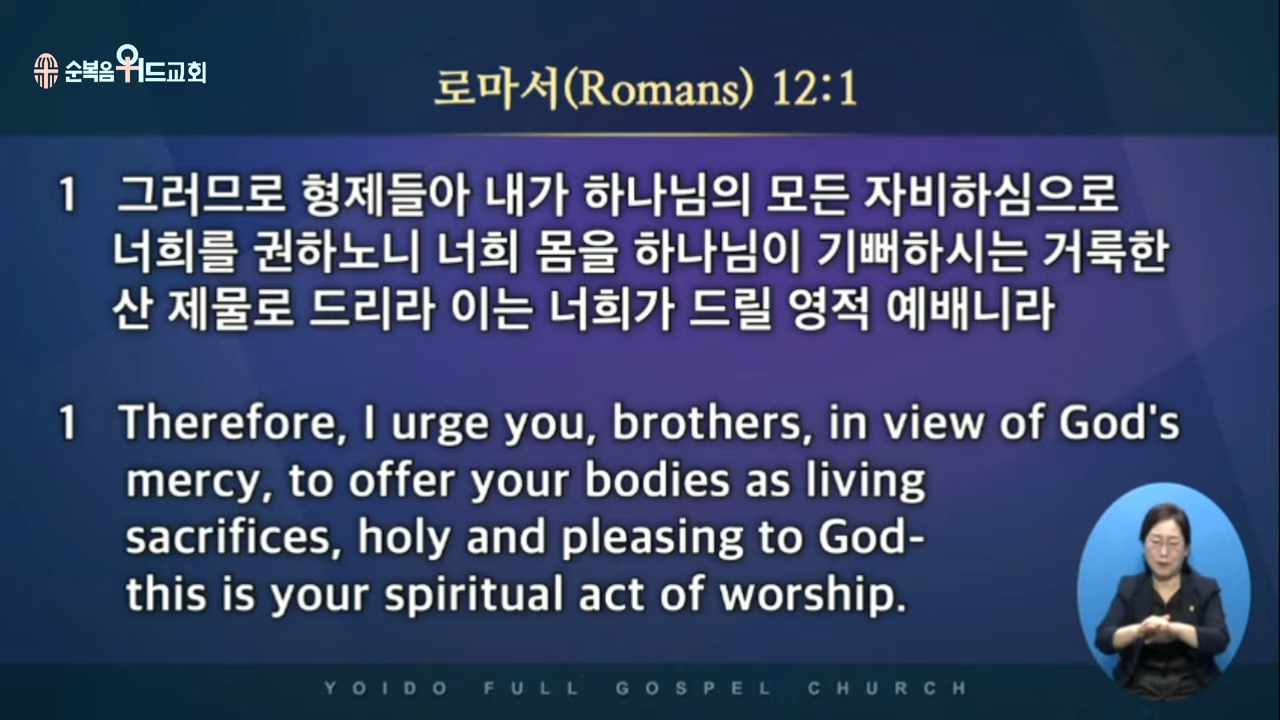 순복음위드교회
로마서(Romans) 12:1
1 그러므로 형제들아 내가 하나님의 모든 자비하심으로
너희를 권하노니 너희 몸을 하나님이 기뻐하시는 거룩한
산 제물로 드리라 이는 너희가 드릴 영적 예배니라
1 Therefore, I urge you, brothers, in view of God's
mercy, to offer your bodies as living
sacrifices, holy and pleasing to God-
this is your spiritual act of worship.
YOIDO FULL GOSPEL CHURCH